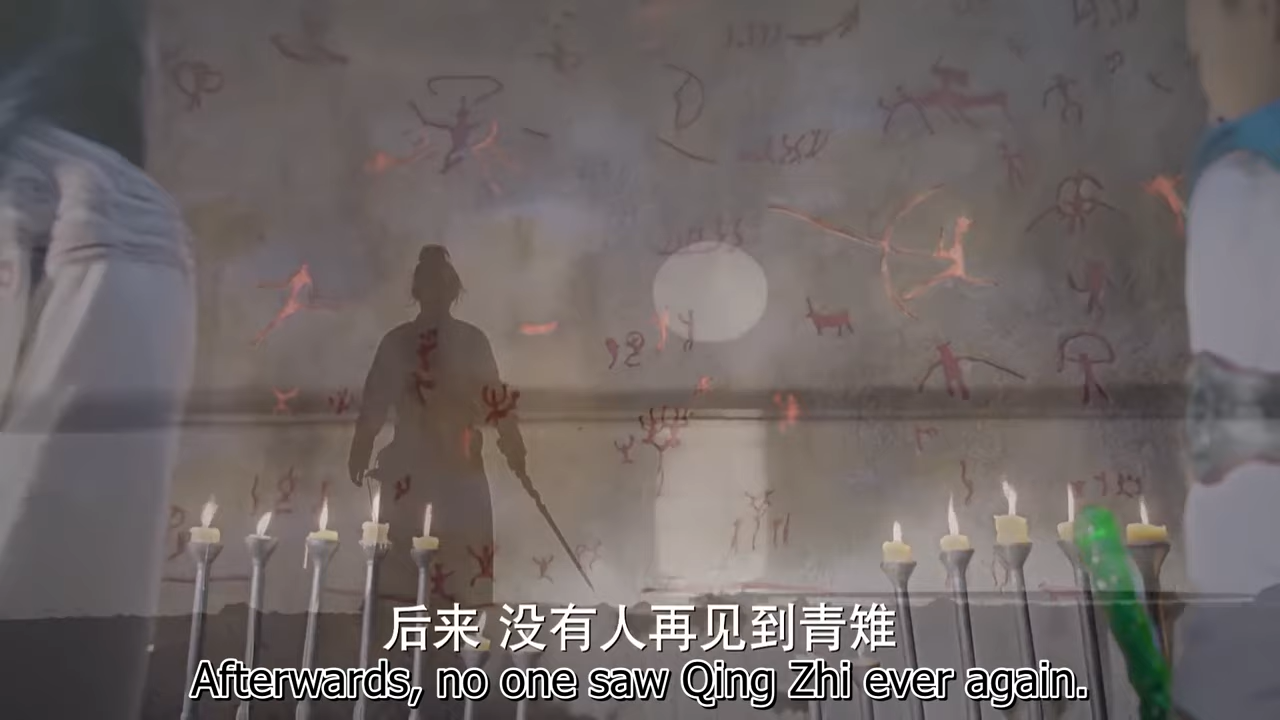 后来 没有人再见到青雉
Afterwards, no one saw Qing Zhi ever again.